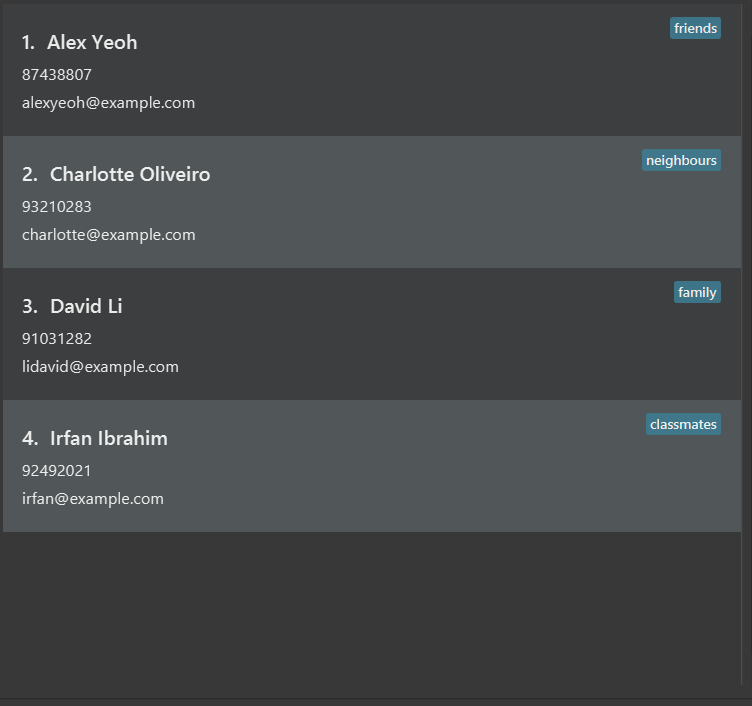 1. Alex Yeoh
friends
87438807
alexyeoh@example.com
2. Charlotte Oliveiro
neighbours
93210283
charlotte@example.com
3. David Li
family
91031282
lidavid@example.com
4. Irfan Ibrahim
classmates
92492021
irfan@example.com